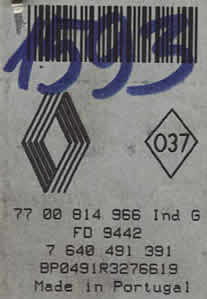 1593
037
77 00 814 966 Ind G
FD 9442
7 640 491 391
BP0491R3276619
Made in Portugal